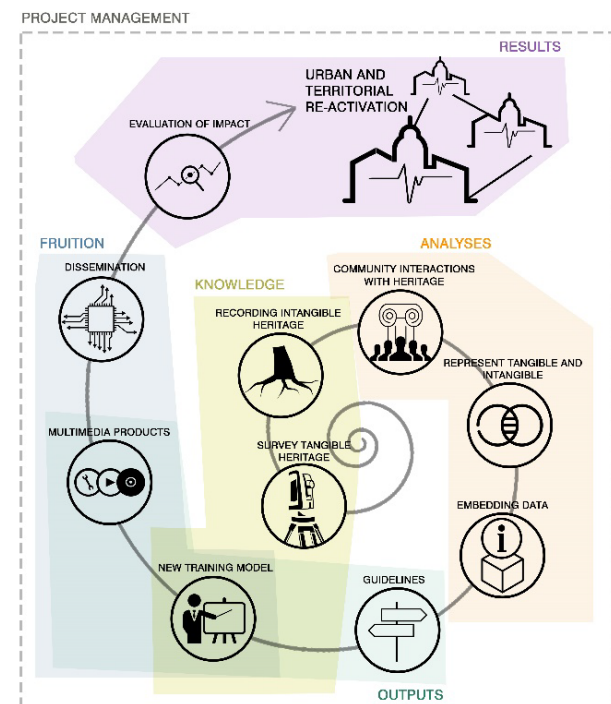 PROJECT MANAGEMENT
RESULTS
URBAN AND
TERRITORIAL
RE-ACTIVATION
EVALUATION OF IMPACT
FRUITION
ANALYSES
DISSEMINATION
KNOWLEDGE
COMMUNITY INTERACTIONS
WITH HERITAGE
RECORDING INTANGIBLE
HERITAGE
REPRESENT TANGIBLE AND
INTANGIBLE
MULTIMEDIA PRODUCTS
SURVEY TANGIBLE
HERITAGE
EMBEDDING DATA
i
NEW TRAINING MODEL
GUIDELINES
OUTPUTS